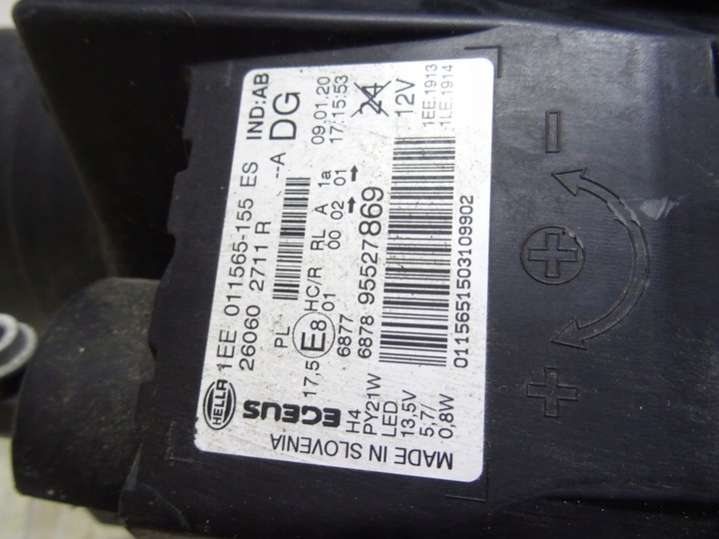 1EE 011565-155 ES IND:AB
26060 2711 R --A DG
PL
09.01.20
17:15:53
17,5 E8 HC/R RL A 1a
01 00 02 01
24
12V
6877
6878 95527869
1EE:1913
1LE:1914
0115651503109902
HELLA
ECEUS
H4
PY21W
LED
13,5V
5,7/
0,8W
MADE IN SLOVENIA